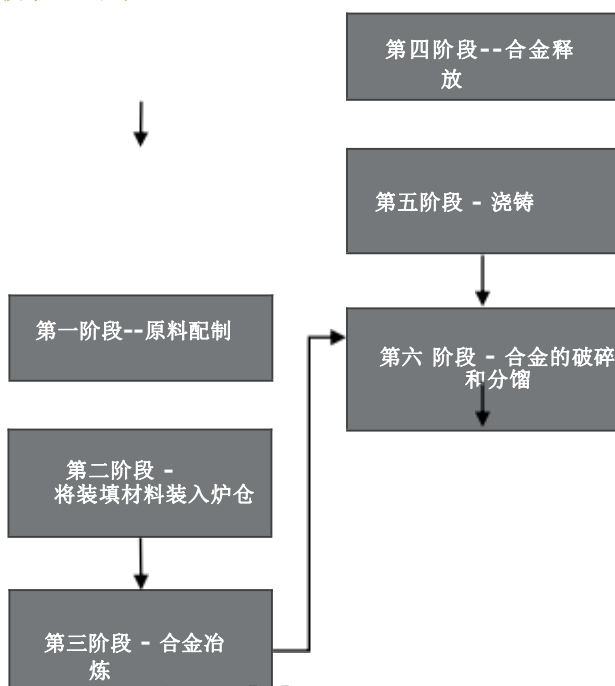 第一阶段--原料配制
第二阶段 -
将装填材料装入炉仓
第三阶段 - 合金冶
炼
第四阶段--合金释
放
第五阶段 - 浇铸
第六 阶段 - 合金的破碎
和分馏